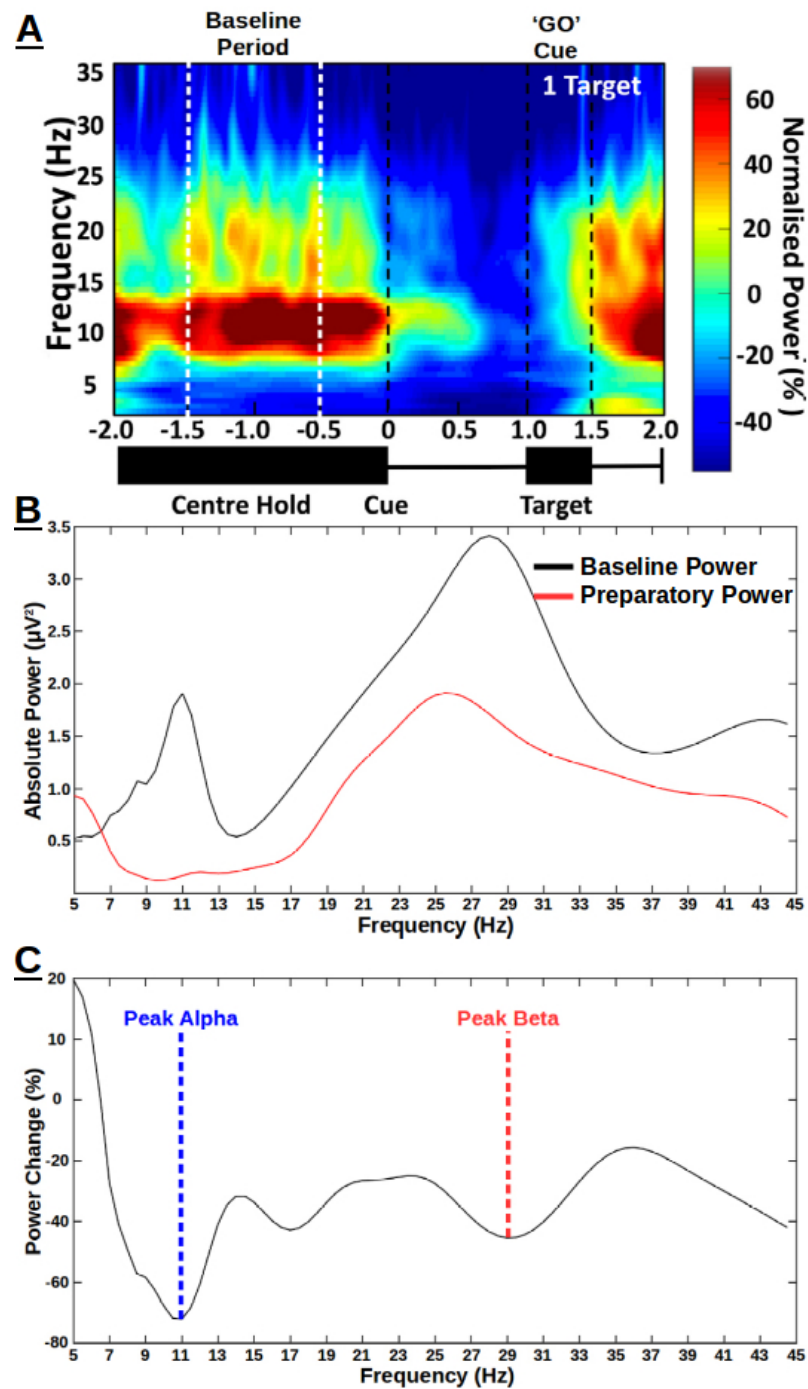 A
Baseline
Period
‘GO’
Cue
1 Target
35
30
25
20
15
10
5
Frequency (Hz)
-2.0 -1.5 -1.0 -0.5 0 0.5 1.0 1.5 2.0
60
40
20
0
-20
-40
Normalised Power (%)
Centre Hold Cue Target
B
3.5
3.0
2.5
2.0
1.5
1.0
0.5
Absolute Power (µV²)
Baseline Power
Preparatory Power
5 7 9 11 13 15 17 19 21 23 25 27 29 31 33 35 37 39 41 43 45
Frequency (Hz)
C
20
10
0
-20
-40
-60
-80
Power Change (%)
Peak Alpha
Peak Beta
5 7 9 11 13 15 17 19 21 23 25 27 29 31 33 35 37 39 41 43 45
Frequency (Hz)